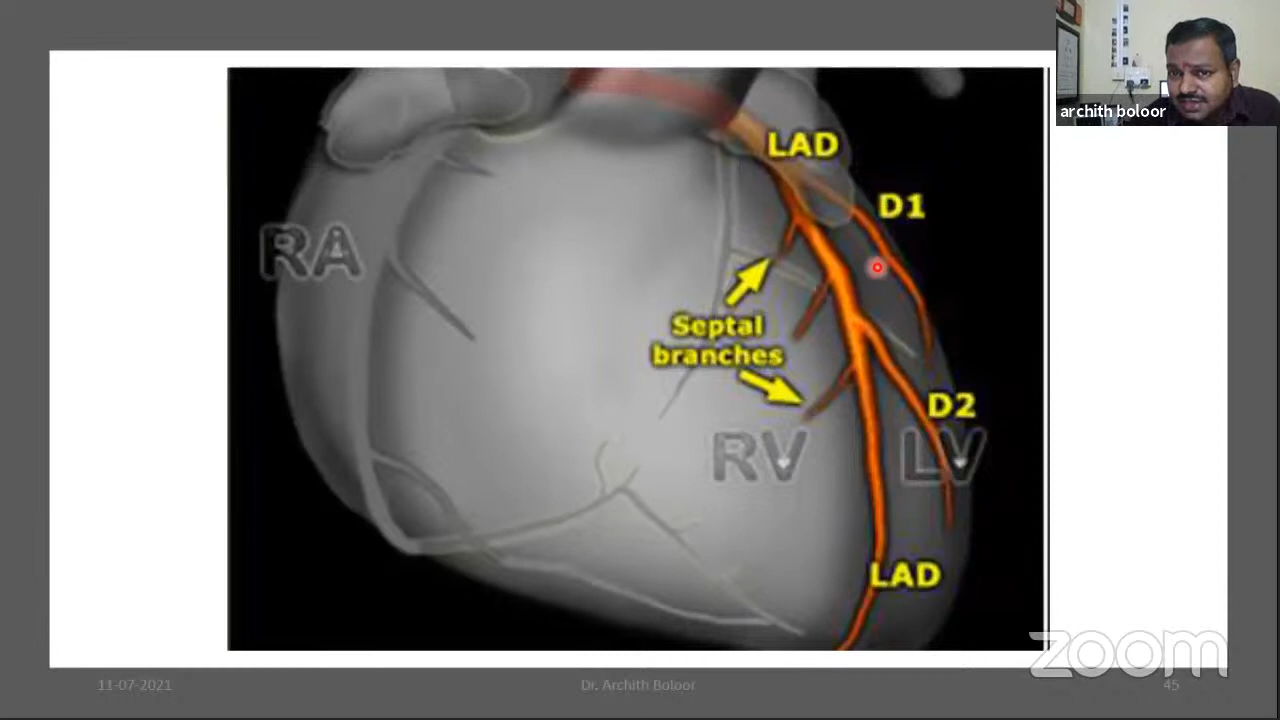 archith boloor
LAD
D1
RA
Septal
branches
D2
RV
LV
LAD
zoom
11-07-2021
Dr. Archith Boloor
45